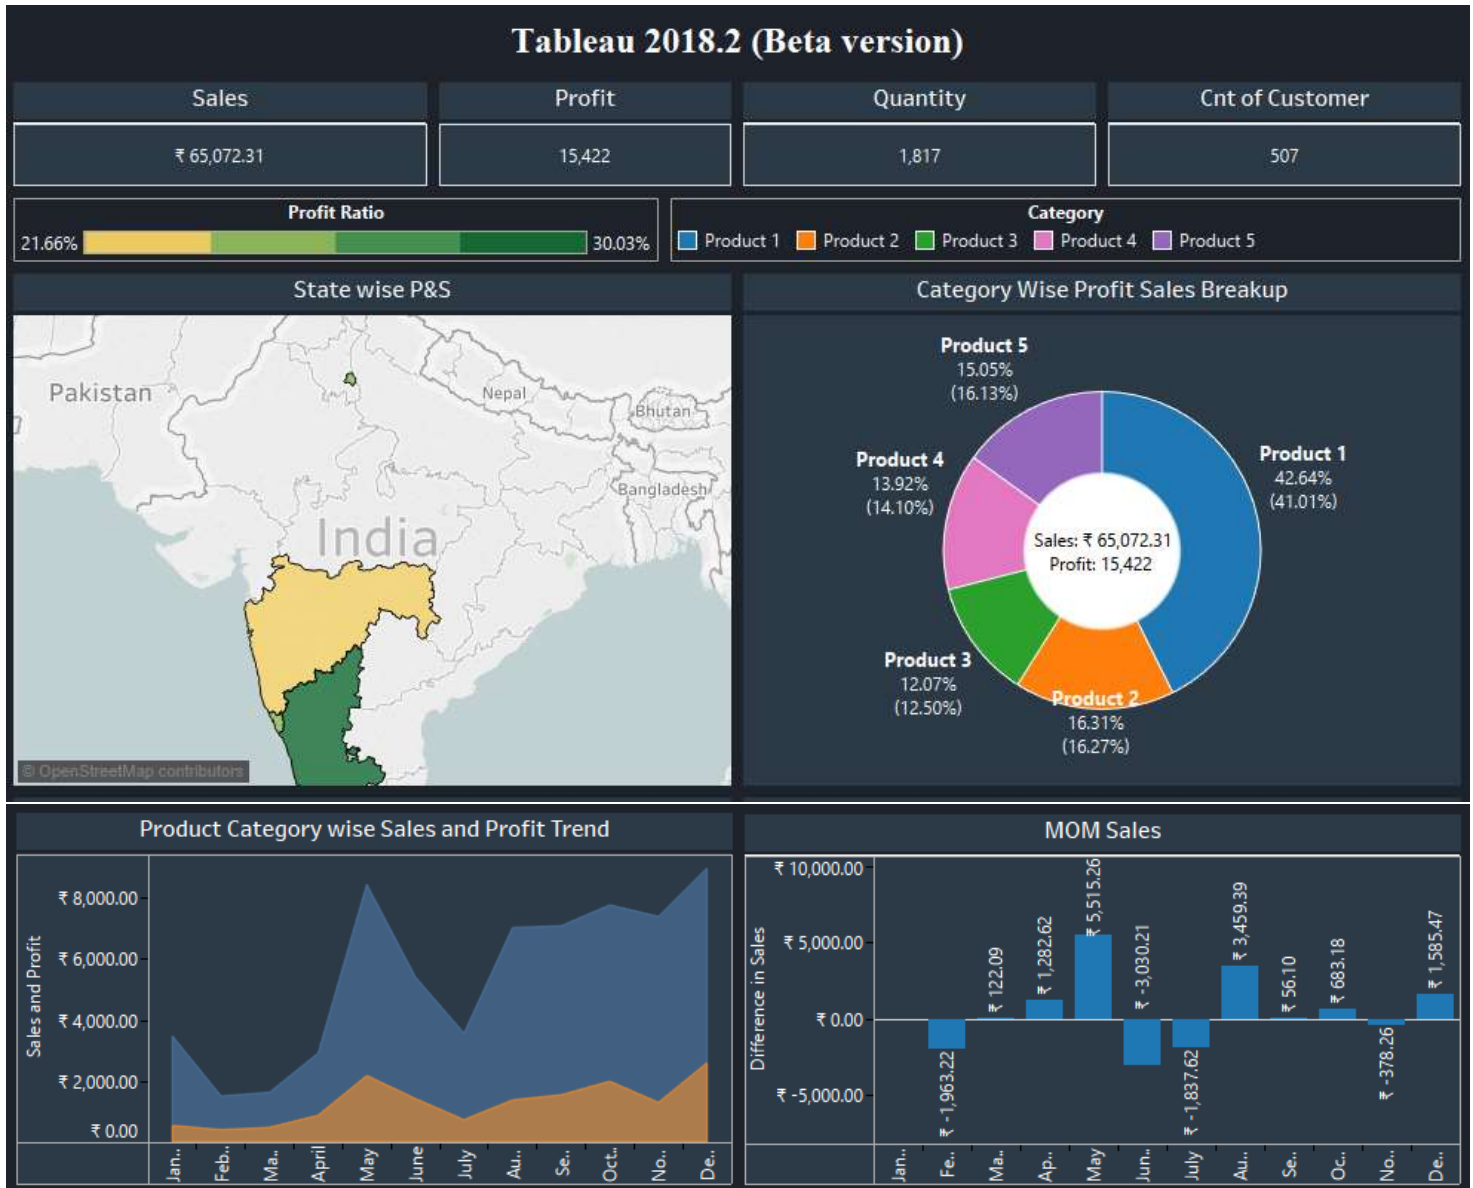 Tableau 2018.2 (Beta version)
Sales
Profit
Quantity
Cnt of Customer
₹ 65,072.31
15,422
1,817
507
Profit Ratio
21.66%
30.03%
Category
Product 1
Product 2
Product 3
Product 4
Product 5
State wise P&S
Pakistan
Nepal
Bhutan
Bangladesh
India
© OpenStreetMap contributors
Category Wise Profit Sales Breakup
Product 5
15.05%
(16.13%)
Product 4
13.92%
(14.10%)
Product 1
42.64%
(41.01%)
Sales: ₹ 65,072.31
Profit: 15,422
Product 3
12.07%
(12.50%)
Product 2
16.31%
(16.27%)
Product Category wise Sales and Profit Trend
Sales and Profit
₹ 8,000.00
₹ 6,000.00
₹ 4,000.00
₹ 2,000.00
₹ 0.00
Jan..
Feb..
Ma..
April
May
June
July
Au..
Se..
Oct..
No..
De..
MOM Sales
Difference in Sales
₹ 10,000.00
₹ 5,000.00
₹ 0.00
₹ -5,000.00
₹ -1,963.22
₹ 122.09
₹ 1,282.62
₹ 5,515.26
₹ -3,030.21
₹ -1,837.62
₹ 3,459.39
₹ 56.10
₹ 683.18
₹ -378.26
₹ 1,585.47
Jan..
Fe..
Ma..
Ap..
May
Jun..
July
Au..
Se..
Oc..
No..
De..